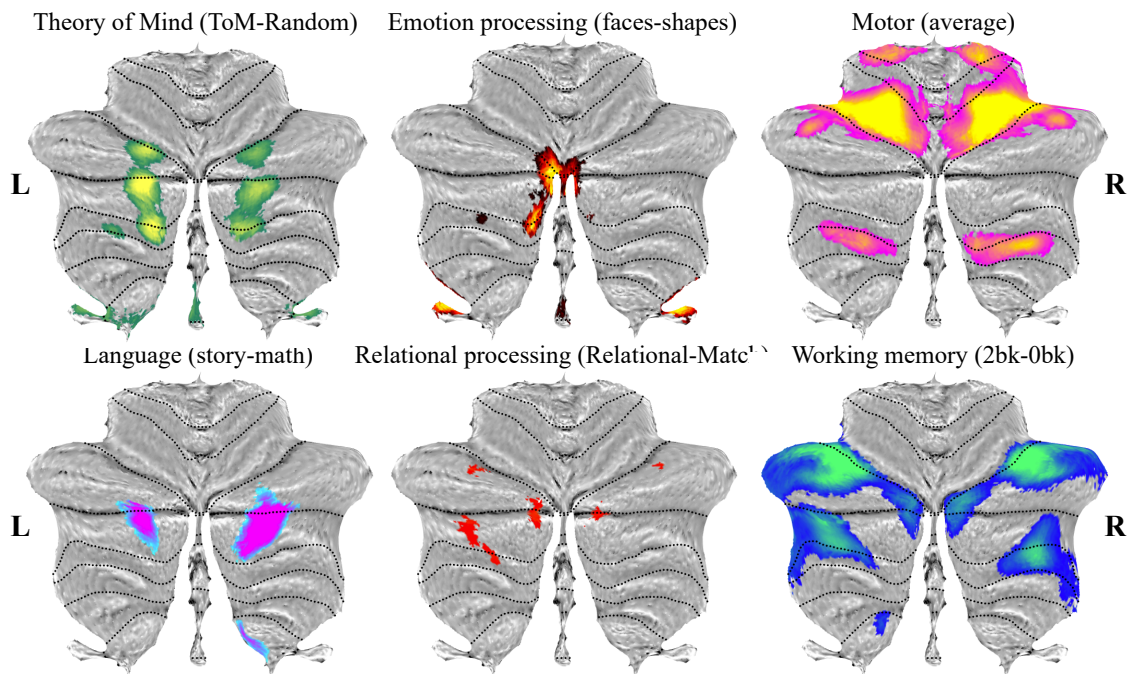 Theory of Mind (ToM-Random)
Emotion processing (faces-shapes)
Motor (average)
L
R
Language (story-math)
Relational processing (Relational-Match)
Working memory (2bk-0bk)
L
R